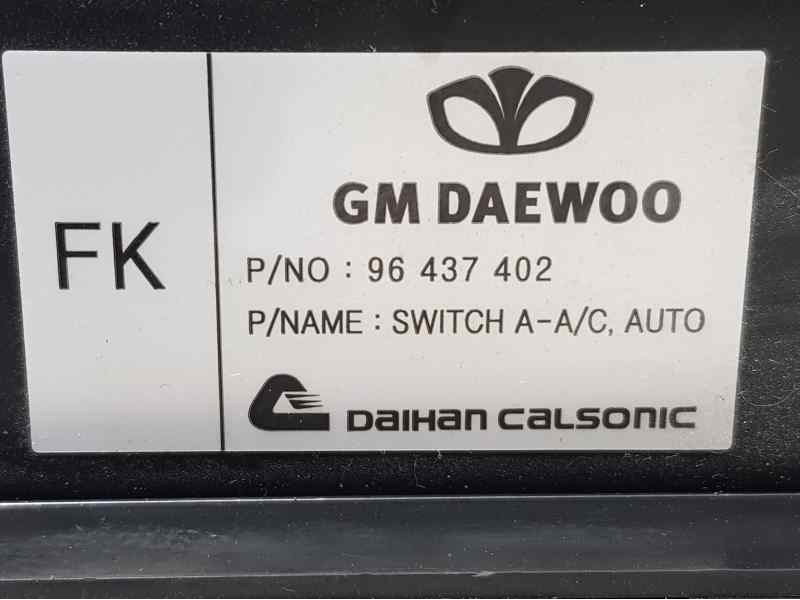 FK
GM DAEWOO
P/NO : 96 437 402
P/NAME : SWITCH A-A/C, AUTO
DAIHAN CALSONIC